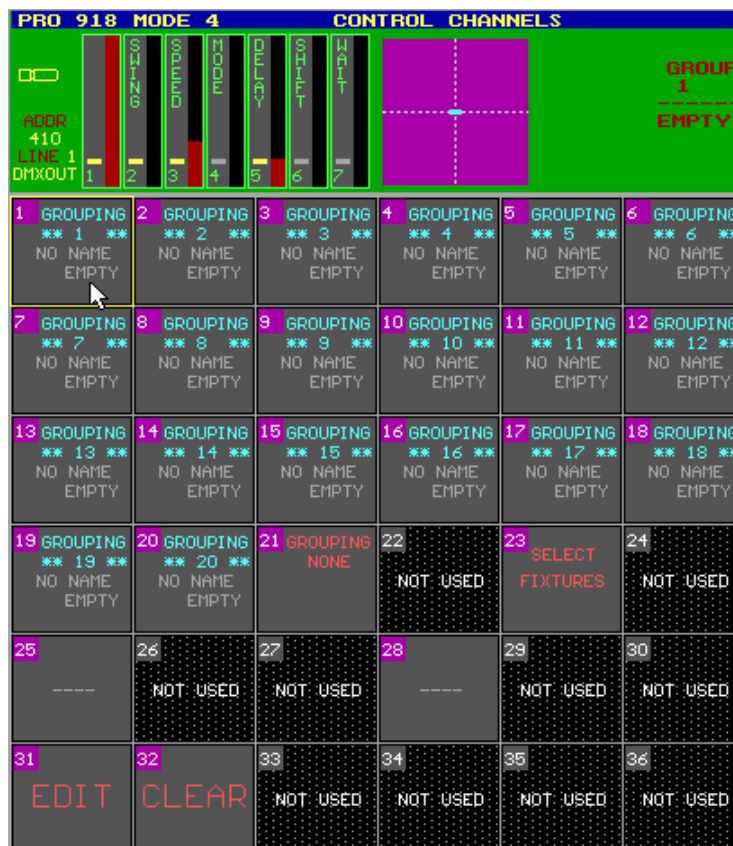 PRO 918 MODE 4 CONTROL CHANNELS
SWING SPEED MODE DELAY SHIFT WAIT
GROUP
1
-----
EMPTY
ADDR
410
LINE 1
DMXOUT
1 2 3 4 5 6 7
1 GROUPING 2 GROUPING 3 GROUPING 4 GROUPING 5 GROUPING 6 GROUPING
** 1 ** ** 2 ** ** 3 ** ** 4 ** ** 5 ** ** 6 **
NO NAME NO NAME NO NAME NO NAME NO NAME NO NAME
EMPTY EMPTY EMPTY EMPTY EMPTY EMPTY
7 GROUPING 8 GROUPING 9 GROUPING 10 GROUPING 11 GROUPING 12 GROUPING
** 7 ** ** 8 ** ** 9 ** ** 10 ** ** 11 ** ** 12 **
NO NAME NO NAME NO NAME NO NAME NO NAME NO NAME
EMPTY EMPTY EMPTY EMPTY EMPTY EMPTY
13 GROUPING 14 GROUPING 15 GROUPING 16 GROUPING 17 GROUPING 18 GROUPING
** 13 ** ** 14 ** ** 15 ** ** 16 ** ** 17 ** ** 18 **
NO NAME NO NAME NO NAME NO NAME NO NAME NO NAME
EMPTY EMPTY EMPTY EMPTY EMPTY EMPTY
19 GROUPING 20 GROUPING 21 GROUPING 22 23 SELECT 24
** 19 ** ** 20 ** NONE NOT USED FIXTURES NOT USED
NO NAME NO NAME
EMPTY EMPTY
25 26 27 28 29 30
---- NOT USED NOT USED ---- NOT USED NOT USED
31 32 33 34 35 36
EDIT CLEAR NOT USED NOT USED NOT USED NOT USED